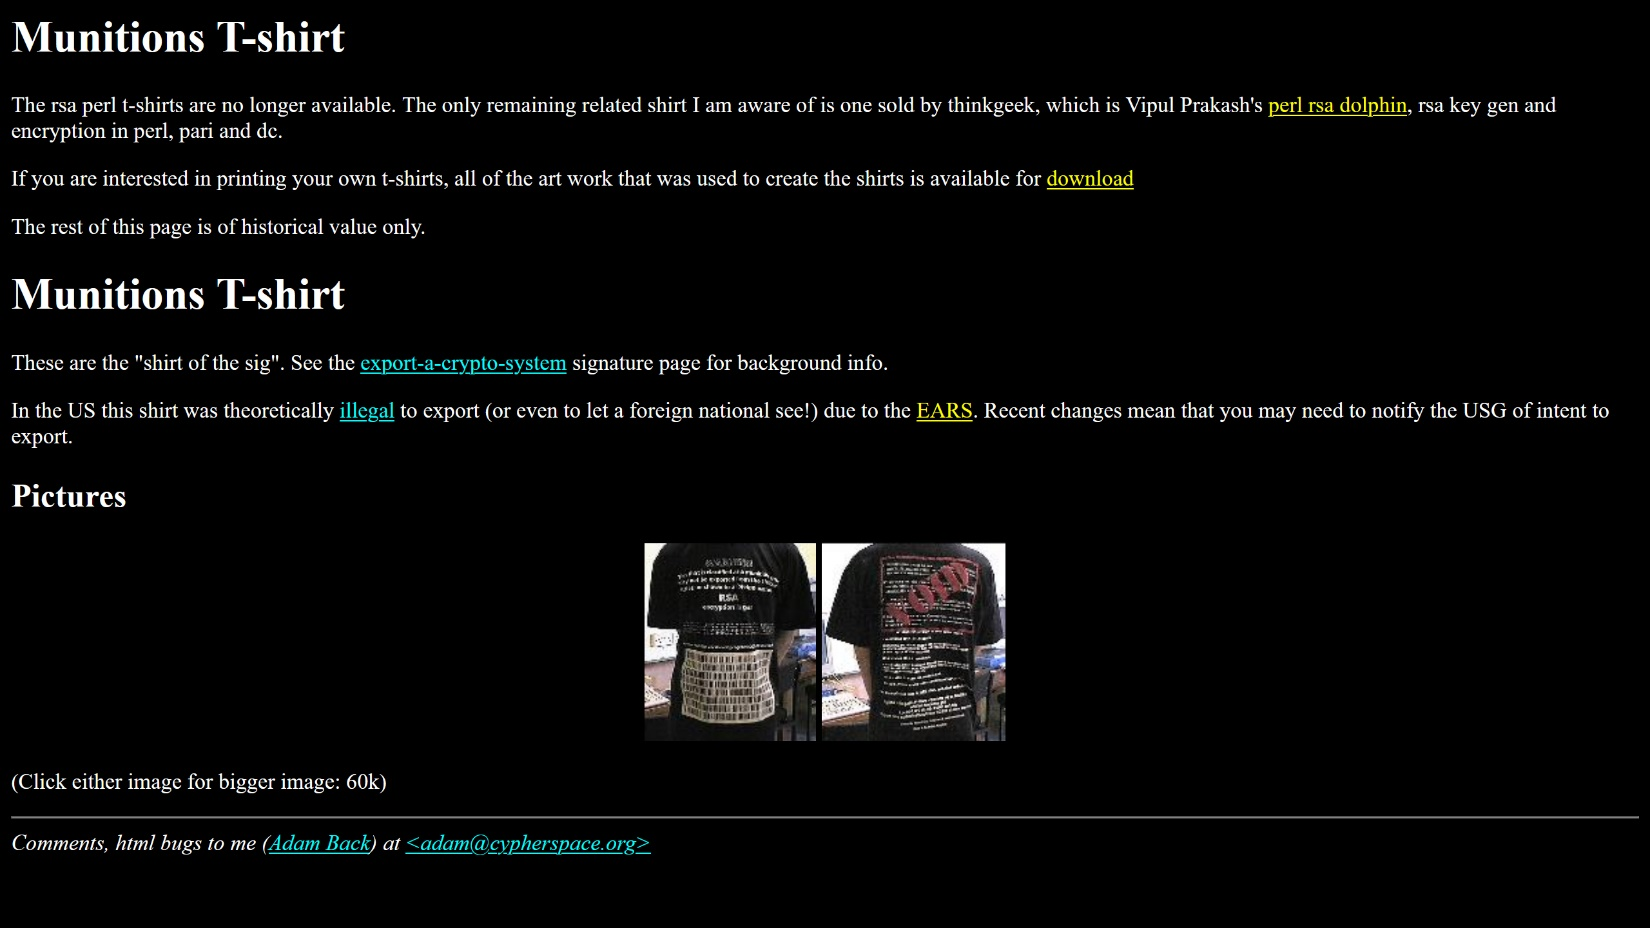 Munitions T-shirt
The rsa perl t-shirts are no longer available. The only remaining related shirt I am aware of is one sold by thinkgeek, which is Vipul Prakash's perl rsa dolphin, rsa key gen and
encryption in perl, pari and dc.
If you are interested in printing your own t-shirts, all of the art work that was used to create the shirts is available for download
The rest of this page is of historical value only.
Munitions T-shirt
These are the "shirt of the sig". See the export-a-crypto-system signature page for background info.
In the US this shirt was theoretically illegal to export (or even to let a foreign national see!) due to the EARS. Recent changes mean that you may need to notify the USG of intent to
export.
Pictures
RSA
VOID
(Click either image for bigger image: 60k)
Comments, html bugs to me (Adam Back) at <adam@cypherspace.org>